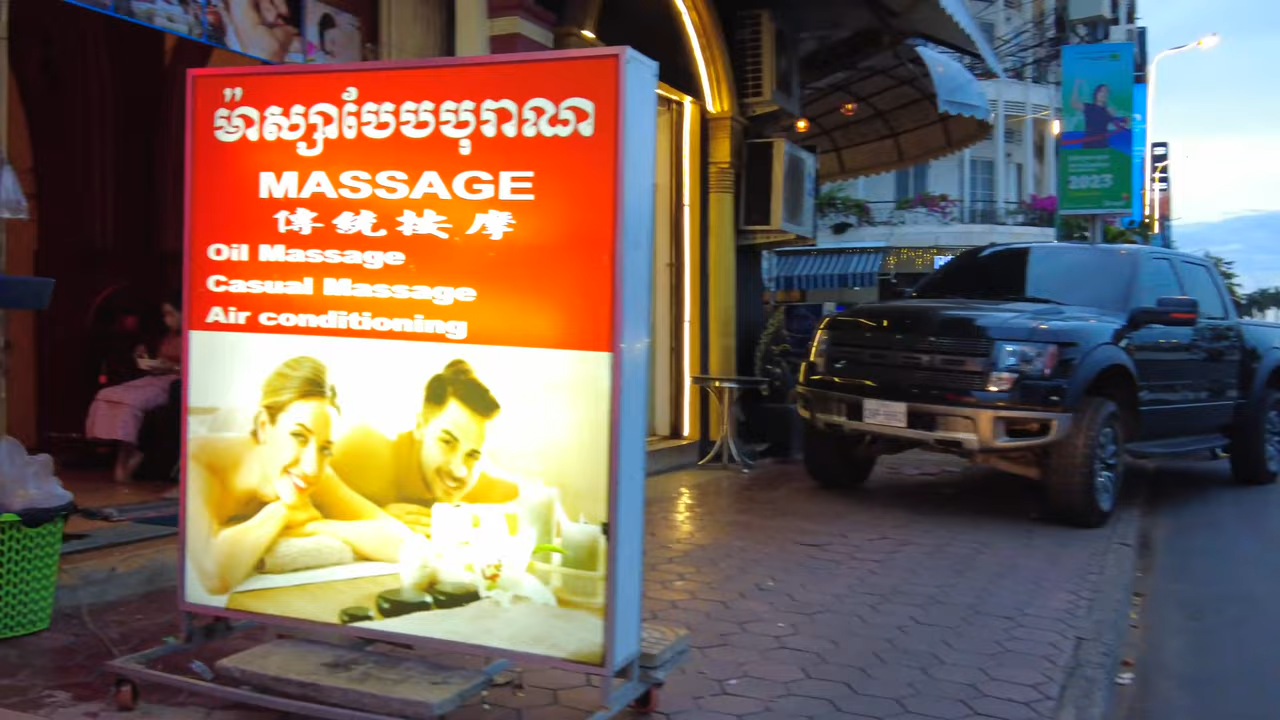 ម៉ាស្សាបែបបុរាណ
MASSAGE
傳統按摩
Oil Massage
Casual Massage
Air conditioning
2023